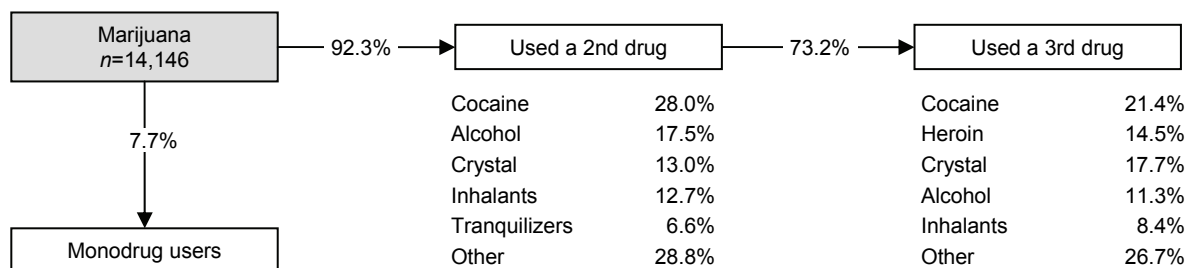 Marijuana
n=14,146
92.3%
Used a 2nd drug
73.2%
Used a 3rd drug
7.7%
Monodrug users
Cocaine 28.0%
Alcohol 17.5%
Crystal 13.0%
Inhalants 12.7%
Tranquilizers 6.6%
Other 28.8%
Cocaine 21.4%
Heroin 14.5%
Crystal 17.7%
Alcohol 11.3%
Inhalants 8.4%
Other 26.7%